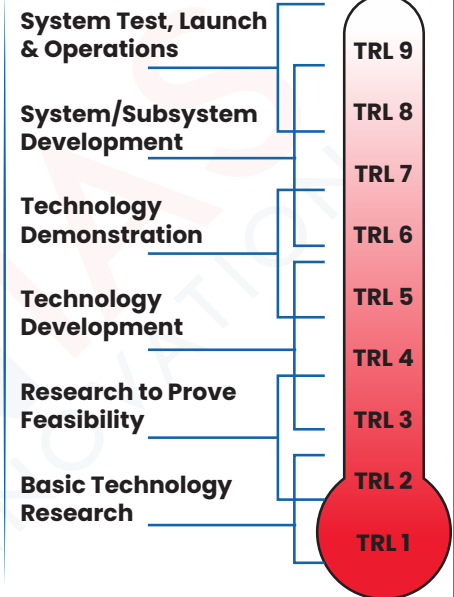 System Test, Launch
& Operations
System/Subsystem
Development
Technology
Demonstration
Technology
Development
Research to Prove
Feasibility
Basic Technology
Research
TRL 9
TRL 8
TRL 7
TRL 6
TRL 5
TRL 4
TRL 3
TRL 2
TRL 1